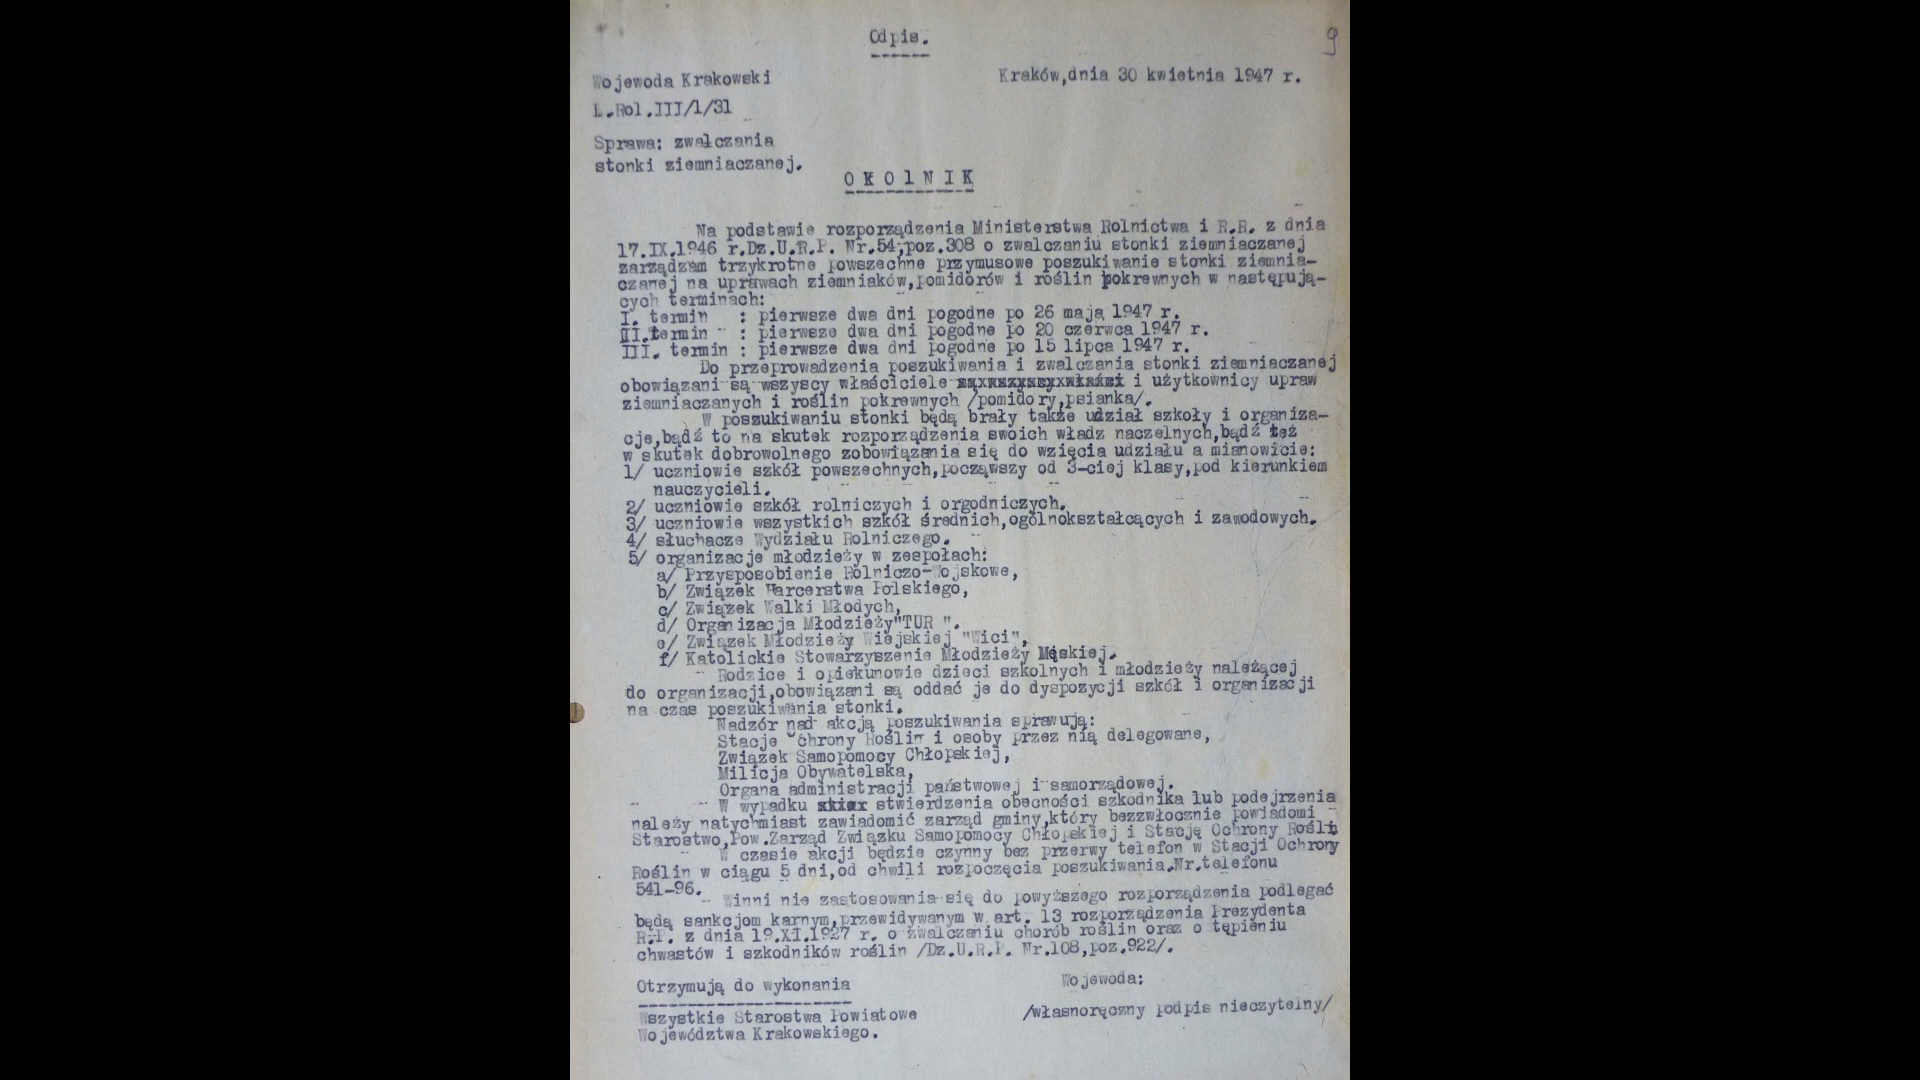 Odpis.
9
Wojewoda Krakowski
Kraków,dnia 30 kwietnia 1947 r.
L.Rol.III/1/31
Sprawa: zwalczania
stonki ziemniaczanej.
O K O l N I K
Na podstawie rozporządzenia Ministerstwa Rolnictwa i R.R. z dnia
17.IX.1946 r.Dz.U.R.P. Nr.54,poz.308 o zwalczaniu stonki ziemniaczanej
zarządzam trzykrotne powszechne przymusowe poszukiwanie stonki ziemnia-
czanej na uprawach ziemniaków,pomidorów i roślin pokrewnych w następują-
cych terminach:
I. termin : pierwsze dwa dni pogodne po 26 maja 1947 r.
II.termin : pierwsze dwa dni pogodne po 20 czerwca 1947 r.
III. termin : pierwsze dwa dni pogodne po 15 lipca 1947 r.
Do przeprowadzenia poszukiwania i zwalczania stonki ziemniaczanej
obowiązani są wszyscy właściciele i użytkownicy upraw
ziemniaczanych i roślin pokrewnych /pomidory,psianka/.
W poszukiwaniu stonki będą brały także udział szkoły i organiza-
cje,bądź to na skutek rozporządzenia swoich władz naczelnych,bądź też
w skutek dobrowolnego zobowiązania się do wzięcia udziału a mianowicie:
1/ uczniowie szkół powszechnych,począwszy od 3-ciej klasy,pod kierunkiem
nauczycieli.
2/ uczniowie szkół rolniczych i orgodniczych.
3/ uczniowie wszystkich szkół średnich,ogólnokształcących i zawodowych.
4/ słuchacze Wydziału Rolniczego.
5/ organizacje młodzieży w zespołach:
a/ Przysposobienie Rolniczo-Wojskowe,
b/ Związek Harcerstwa Polskiego,
c/ Związek Walki Młodych,
d/ Organizacja Młodzieży"TUR ".
e/ Związek Młodzieży Wiejskiej "Wici",
f/ Katolickie Stowarzyszenie Młodzieży Męskiej.
Rodzice i opiekunowie dzieci szkolnych i młodzieży należącej
do organizacji,obowiązani są oddać je do dyspozycji szkół i organizacji
na czas poszukiwania stonki.
Nadzór nad akcją poszukiwania sprawują:
Stacje Ochrony Roślin i osoby przez nią delegowane,
Związek Samopomocy Chłopskiej,
Milicja Obywatelska,
Organa administracji państwowej i samorządowej.
W wypadku stwierdzenia obecności szkodnika lub podejrzenia
należy natychmiast zawiadomić zarząd gminy,który bezzwłocznie powiadomi
Starostwo,Pow.Zarząd Związku Samopomocy Chłopskiej i Stację Ochrony Roślin
W czasie akcji będzie czynny bez przerwy telefon w Stacji Ochrony
Roślin w ciągu 5 dni,od chwili rozpoczęcia poszukiwania.Nr.telefonu
541-96.
Winni nie zastosowania się do powyższego rozporządzenia podlegać
będą sankcjom karnym,przewidywanym w art. 13 rozporządzenia Prezydenta
R.P. z dnia 19.XI.1927 r. o zwalczaniu chorób roślin oraz o tępieniu
chwastów i szkodników roślin /Dz.U.R.P. Nr.108,poz.922/.
Otrzymują do wykonania
Wojewoda:
Wszystkie Starostwa Powiatowe
/własnoręczny podpis nieczytelny/
Województwa Krakowskiego.